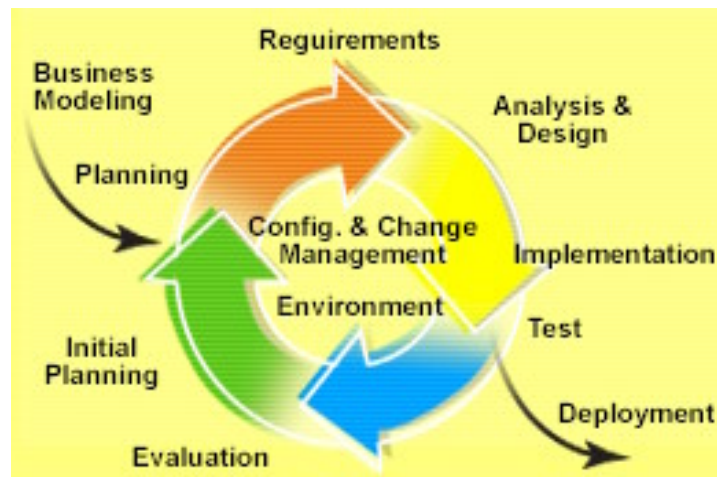 Reguirements
Business
Modeling
Analysis &
Design
Planning
Config. & Change
Management
Implementation
Environment
Test
Initial
Planning
Deployment
Evaluation